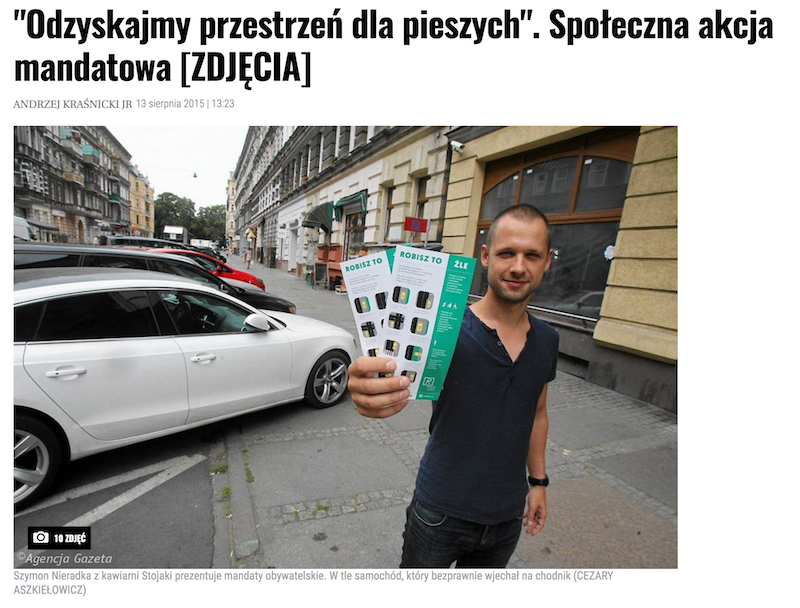 "Odzyskajmy przestrzeń dla pieszych". Społeczna akcja
mandatowa [ZDJĘCIA]
ANDRZEJ KRAŚNICKI JR 13 sierpnia 2015 | 13:23
ROBISZ TO
ROBISZ TO ŹLE
10 ZDJĘĆ
©Agencja Gazeta
Szymon Nieradka z kawiarni Stojaki prezentuje mandaty obywatelskie. W tle samochód, który bezprawnie wjechał na chodnik (CEZARY
ASZKIEŁOWICZ)